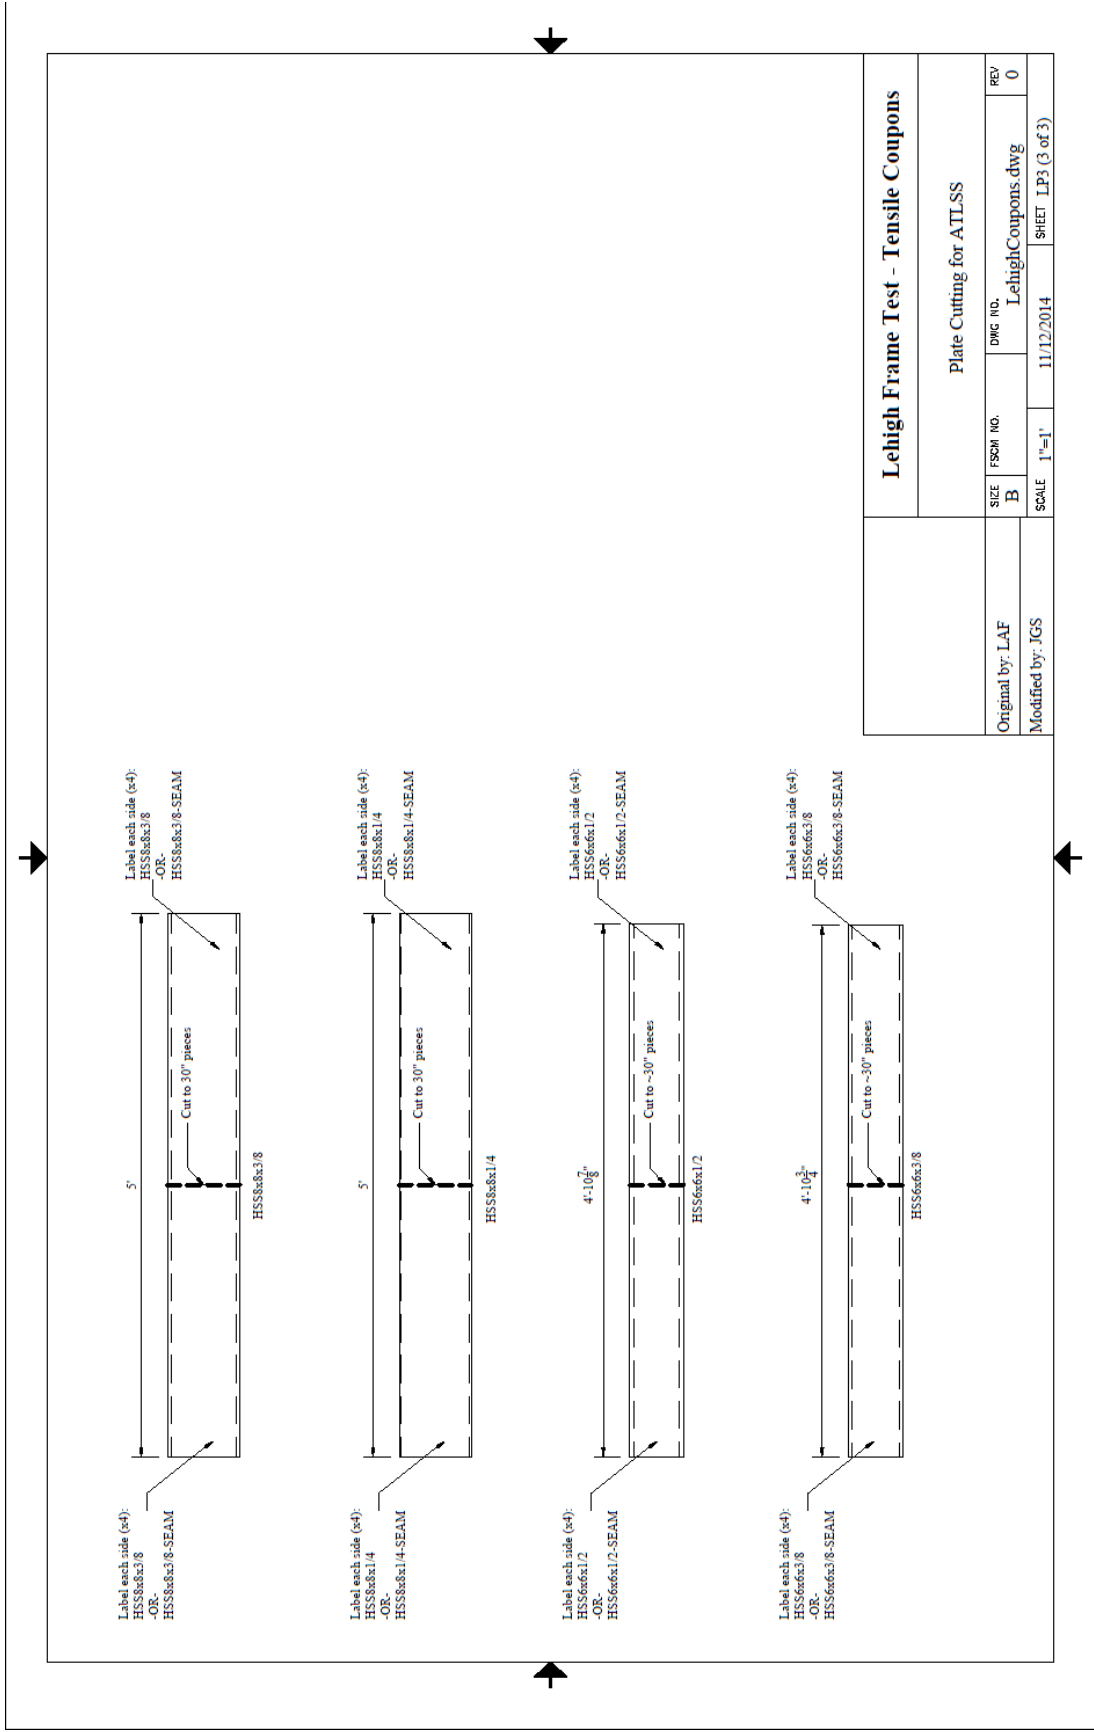 Label each side (x4):
HSS8x8x3/8
-OR-
HSS8x8x3/8-SEAM
5'
Cut to 30" pieces
HSS8x8x3/8
Label each side (x4):
HSS8x8x3/8
-OR-
HSS8x8x3/8-SEAM
Label each side (x4):
HSS8x8x1/4
-OR-
HSS8x8x1/4-SEAM
5'
Cut to 30" pieces
HSS8x8x1/4
Label each side (x4):
HSS8x8x1/4
-OR-
HSS8x8x1/4-SEAM
Label each side (x4):
HSS6x6x1/2
-OR-
HSS6x6x1/2-SEAM
4'-10 7/8"
Cut to ~30" pieces
HSS6x6x1/2
Label each side (x4):
HSS6x6x1/2
-OR-
HSS6x6x1/2-SEAM
Label each side (x4):
HSS6x6x3/8
-OR-
HSS6x6x3/8-SEAM
4'-10 3/4"
Cut to ~30" pieces
HSS6x6x3/8
Label each side (x4):
HSS6x6x3/8
-OR-
HSS6x6x3/8-SEAM
Lehigh Frame Test - Tensile Coupons
Plate Cutting for ATLSS
Original by: LAF
Modified by: JGS
SIZE
B
FSCM NO.
DWG NO.
LehighCoupons.dwg
REV
0
SCALE 1"=1'
11/12/2014
SHEET LP3 (3 of 3)